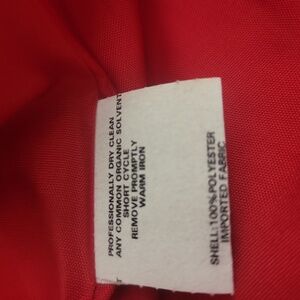 PROFESSIONALLY DRY CLEAN
ANY COMMON ORGANIC SOLVENT
SHORT CYCLE
REMOVE PROMPTLY
WARM IRON
SHELL:100%POLYESTER
IMPORTED FABRIC